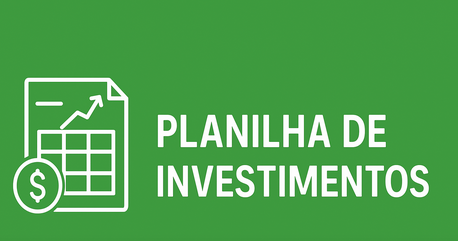 PLANILHA DE
INVESTIMENTOS
$